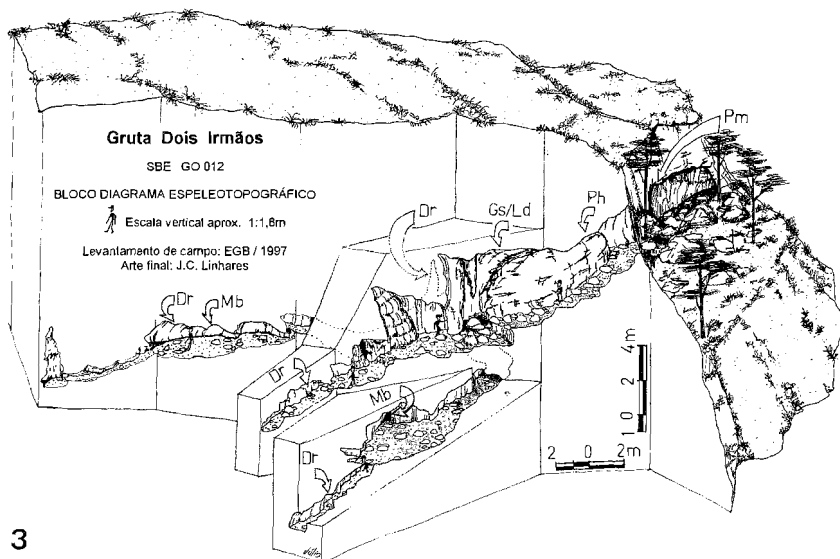 Gruta Dois Irmãos
SBE GO 012
BLOCO DIAGRAMA ESPELEOTOPOGRÁFICO
Escala vertical aprox. 1:1,6m
Levantamento de campo: EGB / 1997
Arte final: J.C. Linhares
Pm
Dr
Gs/Ld
Ph
Dr
Mb
Dr
Mb
Dr
4m
2
0
1
2 0 2m
3